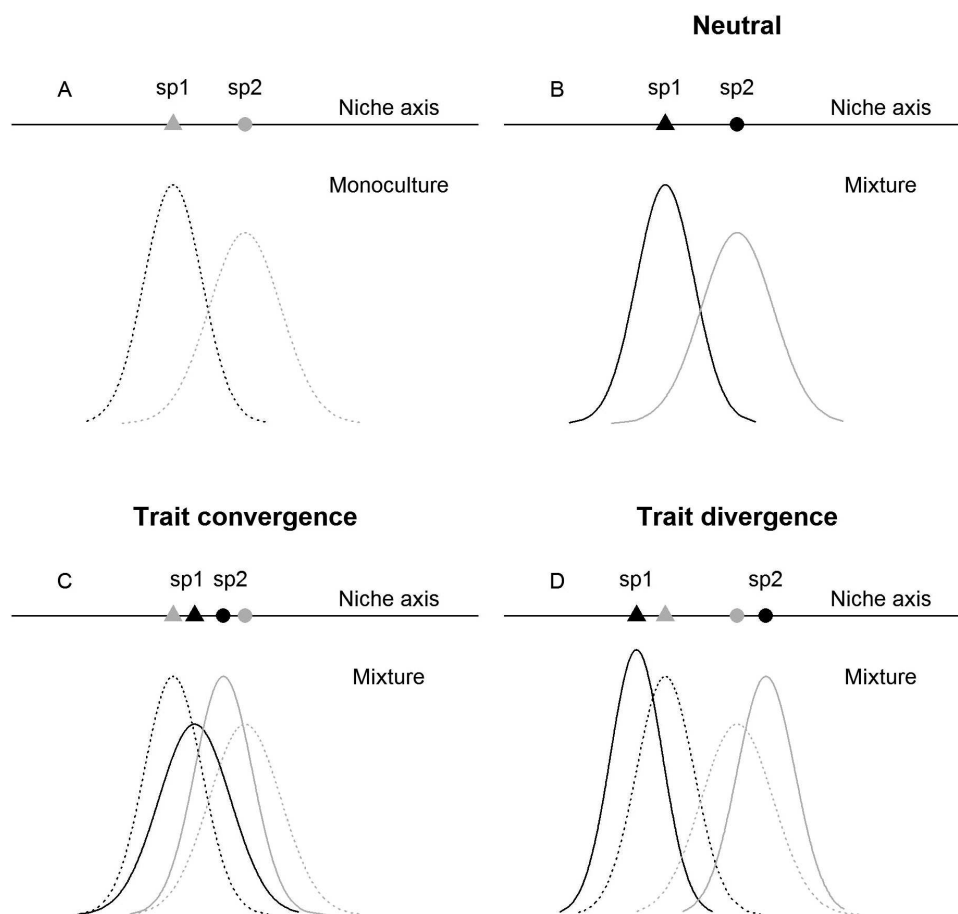 Neutral
A
sp1 sp2
Niche axis
Monoculture
B
sp1 sp2
Niche axis
Mixture
Trait convergence
C
sp1 sp2
Niche axis
Mixture
Trait divergence
D
sp1 sp2
Niche axis
Mixture